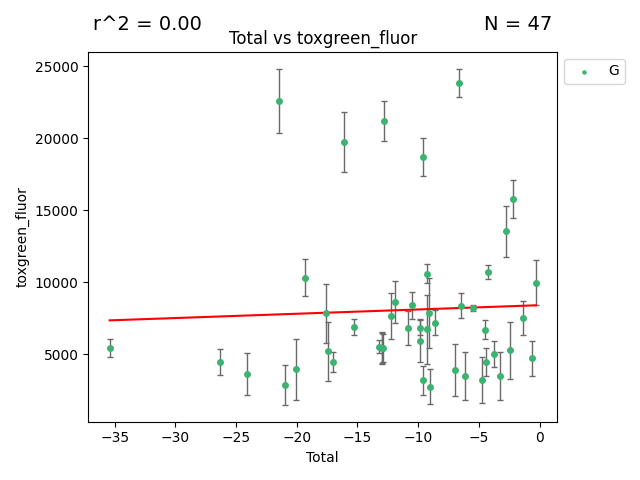 r^2 = 0.00
N = 47
Total vs toxgreen_fluor
G
25000
20000
15000
10000
5000
toxgreen_fluor
−35
−30
−25
−20
−15
−10
−5
0
Total